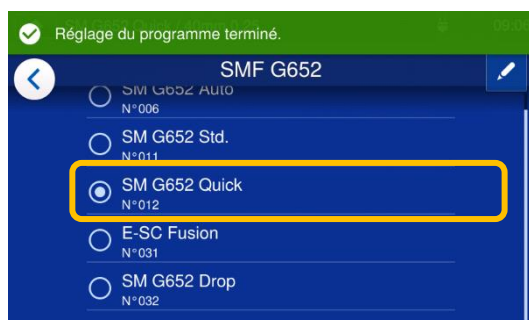 Réglage du programme terminé.
SMF G652
SM G652 Auto
N°006
SM G652 Std.
N°011
SM G652 Quick
N°012
E-SC Fusion
N°031
SM G652 Drop
N°032